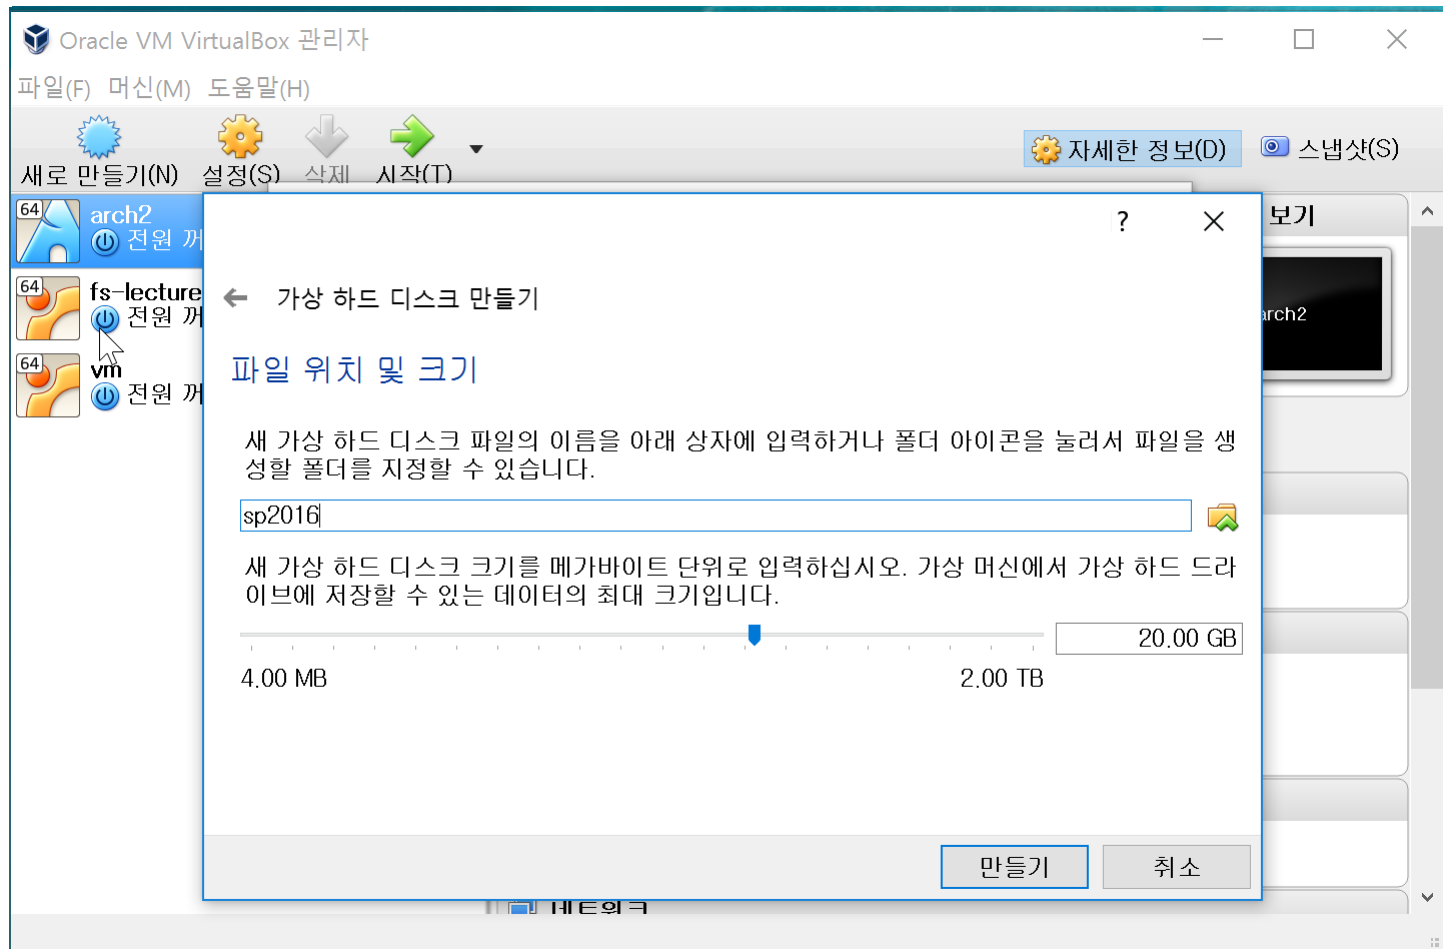 Oracle VM VirtualBox 관리자
파일(F) 머신(M) 도움말(H)
새로 만들기(N) 설정(S) 삭제 시작(T) 자세한 정보(D) 스냅샷(S)
64 arch2
전원 꺼
64 fs-lecture
전원 꺼
64 vm
전원 꺼
보기
arch2
?
가상 하드 디스크 만들기
파일 위치 및 크기
새 가상 하드 디스크 파일의 이름을 아래 상자에 입력하거나 폴더 아이콘을 눌러서 파일을 생
성할 폴더를 지정할 수 있습니다.
sp2016
새 가상 하드 디스크 크기를 메가바이트 단위로 입력하십시오. 가상 머신에서 가상 하드 드라
이브에 저장할 수 있는 데이터의 최대 크기입니다.
20.00 GB
4.00 MB 2.00 TB
만들기 취소
네트워크